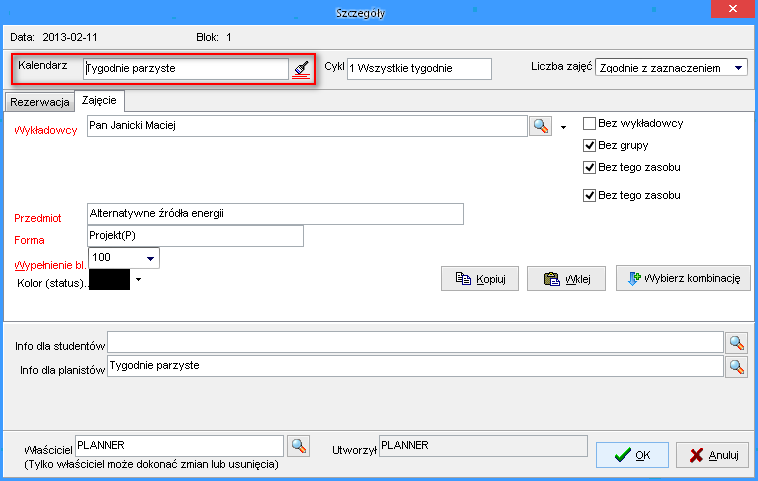 Szczegóły
Data: 2013-02-11 Blok: 1
Kalendarz Tygodnie parzyste Cykl 1 Wszystkie tygodnie Liczba zajęć Zgodnie z zaznaczeniem
Rezerwacja Zajęcie
Wykładowcy Pan Janicki Maciej Bez wykładowcy
Bez grupy
Bez tego zasobu
Bez tego zasobu
Przedmiot Alternatywne źródła energii
Forma Projekt(P)
Wypełnienie bl. 100
Kolor (status).. Kopiuj Wklej Wybierz kombinację
Info dla studentów
Info dla planistów Tygodnie parzyste
Właściciel PLANNER Utworzył PLANNER OK Anuluj
(Tylko właściciel może dokonać zmian lub usunięcia)